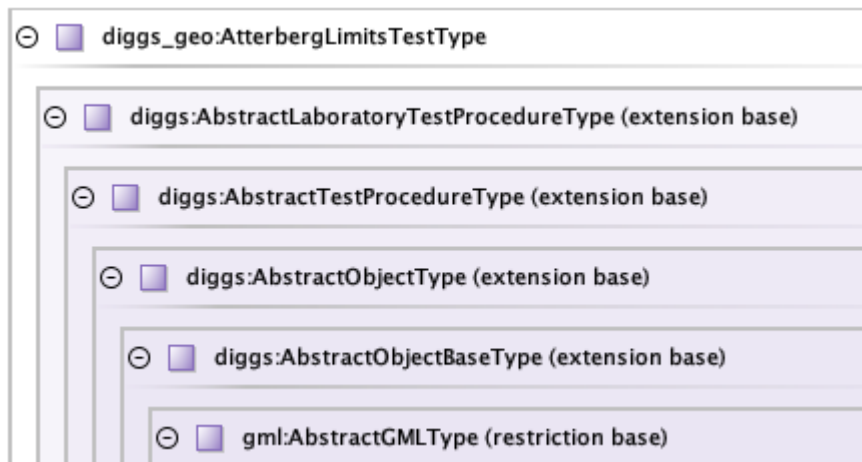 diggs_geo:AtterbergLimitsTestType
diggs:AbstractLaboratoryTestProcedureType (extension base)
diggs:AbstractTestProcedureType (extension base)
diggs:AbstractObjectType (extension base)
diggs:AbstractObjectBaseType (extension base)
gml:AbstractGMLType (restriction base)